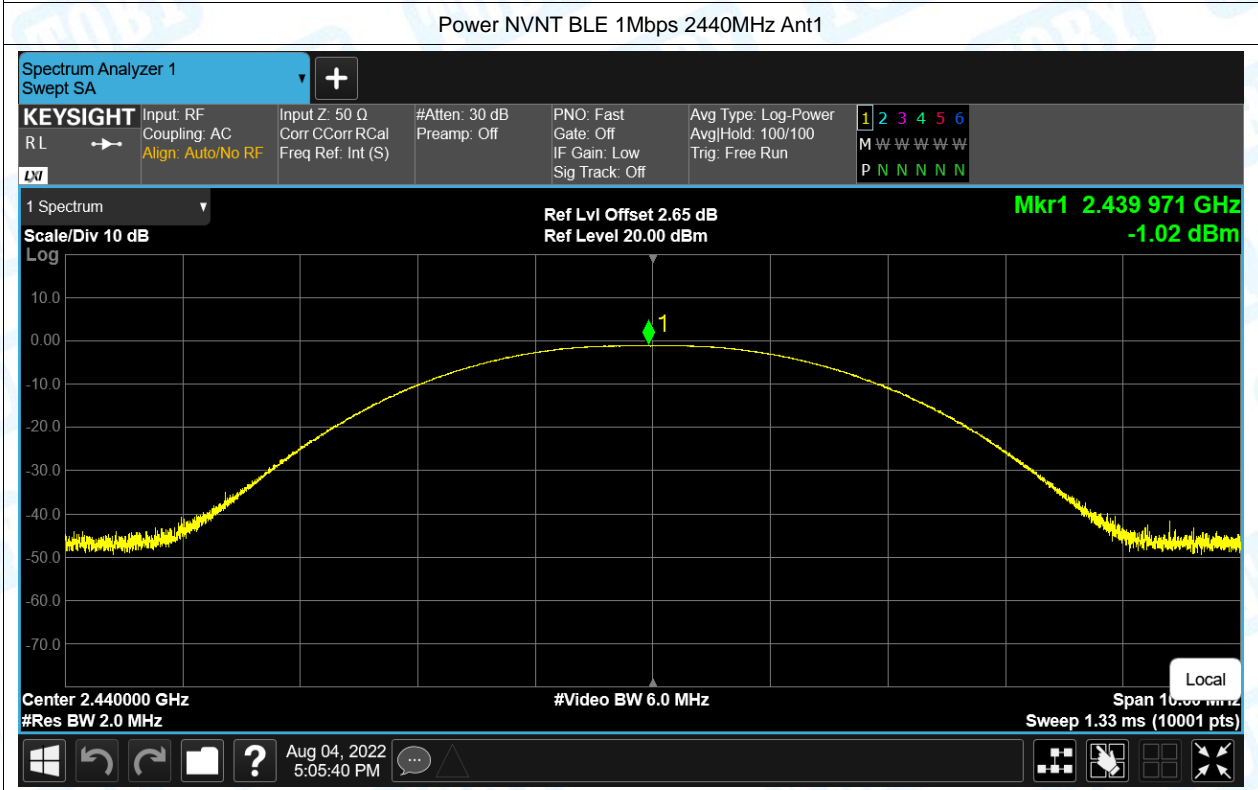 Power NVNT BLE 1Mbps 2440MHz Ant1
Spectrum Analyzer 1
Swept SA
KEYSIGHT
R L
LXI
Input: RF
Coupling: AC
Align: Auto/No RF
Input Z: 50 Ω
Corr CCorr RCal
Freq Ref: Int (S)
#Atten: 30 dB
Preamp: Off
PNO: Fast
Gate: Off
IF Gain: Low
Sig Track: Off
Avg Type: Log-Power
Avg|Hold: 100/100
Trig: Free Run
1 2 3 4 5 6
M W W W W W
P N N N N N
1 Spectrum
Scale/Div 10 dB
Ref Lvl Offset 2.65 dB
Ref Level 20.00 dBm
Mkr1 2.439 971 GHz
-1.02 dBm
Log
10.0
0.00
-10.0
-20.0
-30.0
-40.0
-50.0
-60.0
-70.0
1
Center 2.440000 GHz
#Res BW 2.0 MHz
#Video BW 6.0 MHz
Local
Span 10.00 MHz
Sweep 1.33 ms (10001 pts)
?
Aug 04, 2022
5:05:40 PM